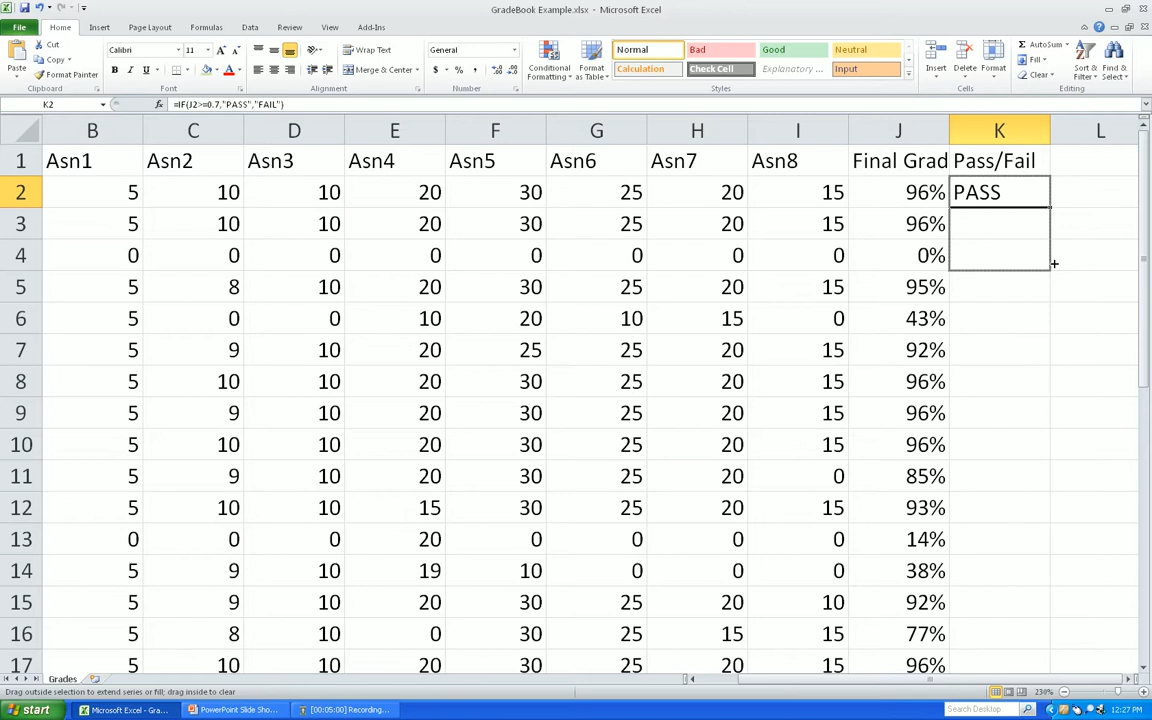 GradeBook Example.xlsx - Microsoft Excel
File Home Insert Page Layout Formulas Data Review View Add-Ins
Paste Cut Copy Format Painter Clipboard
Calibri 11 B I U Font
Wrap Text Merge & Center Alignment
General $ % , Number
Conditional Formatting Format as Table
Normal Bad Good Neutral
Calculation Check Cell Explanatory ... Input
Styles
Insert Delete Format Cells
AutoSum Fill Clear Sort & Filter Find & Select Editing
K2 fx =IF(J2>=0.7,"PASS","FAIL")
B C D E F G H I J K L
1 Asn1 Asn2 Asn3 Asn4 Asn5 Asn6 Asn7 Asn8 Final Grad Pass/Fail
2 5 10 10 20 30 25 20 15 96% PASS
3 5 10 10 20 30 25 20 15 96%
4 0 0 0 0 0 0 0 0 0%
5 5 8 10 20 30 25 20 15 95%
6 5 0 0 10 20 10 15 0 43%
7 5 9 10 20 25 25 20 15 92%
8 5 10 10 20 30 25 20 15 96%
9 5 9 10 20 30 25 20 15 96%
10 5 10 10 20 30 25 20 15 96%
11 5 9 10 20 30 25 20 0 85%
12 5 10 10 15 30 25 20 15 93%
13 0 0 0 20 0 0 0 0 14%
14 5 9 10 19 10 0 0 0 38%
15 5 9 10 20 30 25 20 10 92%
16 5 8 10 0 30 25 15 15 77%
17 5 10 10 20 30 25 20 15 96%
Grades
Drag outside selection to extend series or fill; drag inside to clear 230%
start Microsoft Excel - Gra... PowerPoint Slide Sho... [00:05:00] Recording... Search Desktop 12:27 PM